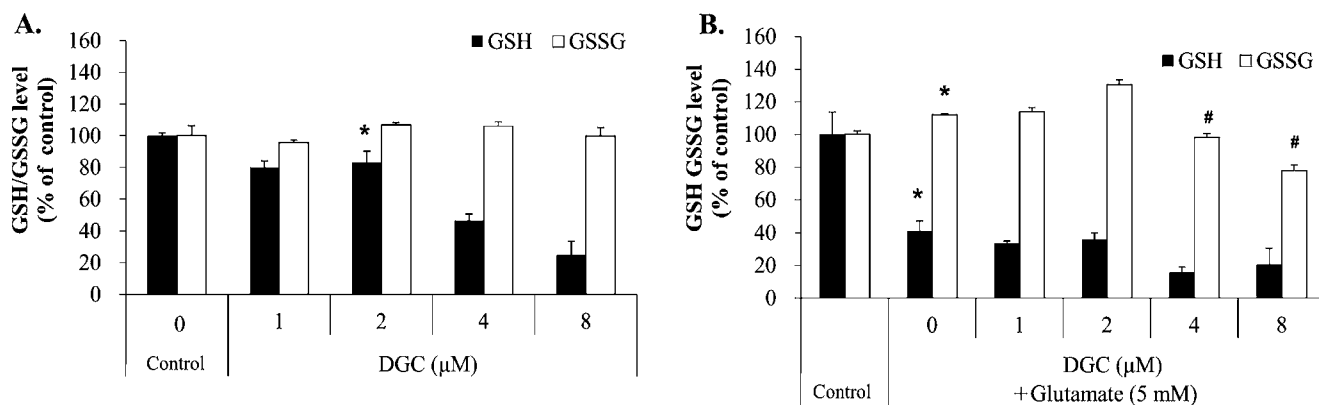 A.
GSH GSSG
GSH/GSSG level
(% of control)
160
140
120
100
80
60
40
20
0
*
0 1 2 4 8
Control DGC (μM)
B.
GSH GSSG
GSH GSSG level
(% of control)
160
140
120
100
80
60
40
20
0
* * # #
0 1 2 4 8
Control DGC (μM)
+Glutamate (5 mM)